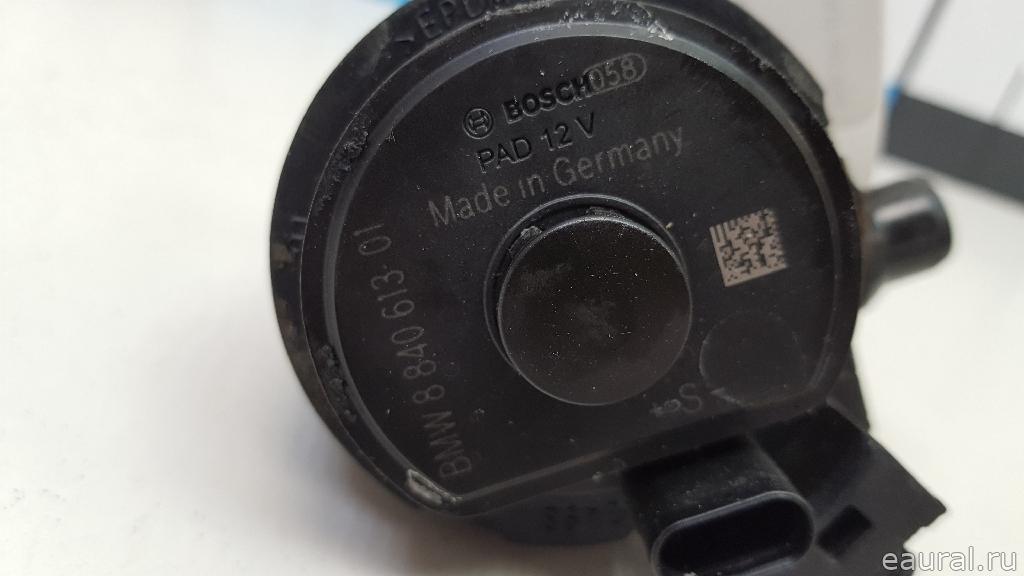 BOSCH 058
PAD 12 V
Made in Germany
BMW 8 840 613 01
eaural.ru